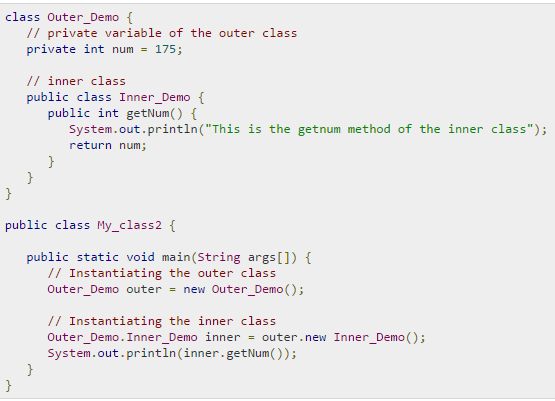 class Outer_Demo {
   // private variable of the outer class
   private int num = 175;

   // inner class
   public class Inner_Demo {
      public int getNum() {
         System.out.println("This is the getnum method of the inner class");
         return num;
      }
   }
}

public class My_class2 {

   public static void main(String args[]) {
      // Instantiating the outer class
      Outer_Demo outer = new Outer_Demo();

      // Instantiating the inner class
      Outer_Demo.Inner_Demo inner = outer.new Inner_Demo();
      System.out.println(inner.getNum());
   }
}